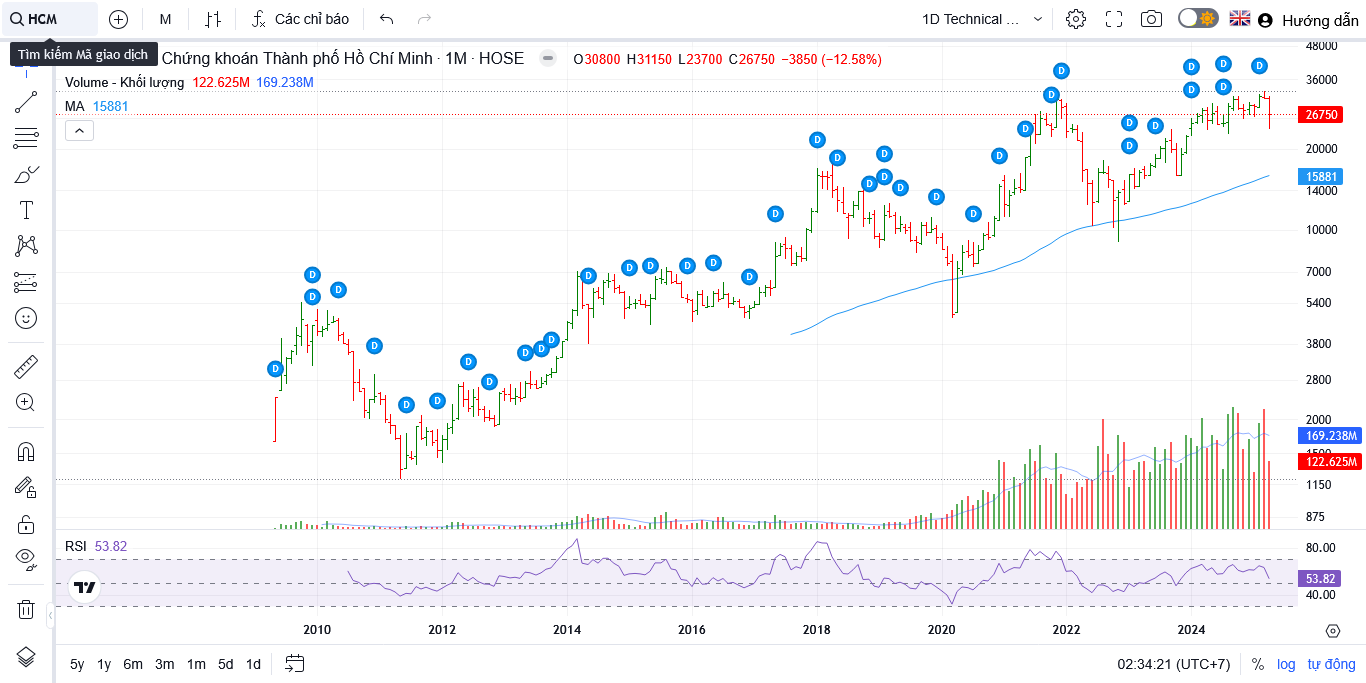 HCM
M
Các chỉ báo
1D Technical ...
Hướng dẫn
Tìm kiếm Mã giao dịch
Chứng khoán Thành phố Hồ Chí Minh · 1M · HOSE
O30800 H31150 L23700 C26750 −3850 (−12.58%)
Volume - Khối lượng 122.625M 169.238M
MA 15881
48000
36000
26750
20000
15881
14000
10000
7000
5400
3800
2800
2000
169.238M
1500
122.625M
1150
875
D D D D D D D D D D D D D D D D D D D D D D D D D D D D D D D D D D D D D D D D D
RSI 53.82
80.00
53.82
40.00
2010 2012 2014 2016 2018 2020 2022 2024
5y 1y 6m 3m 1m 5d 1d
02:34:21 (UTC+7) % log tự động